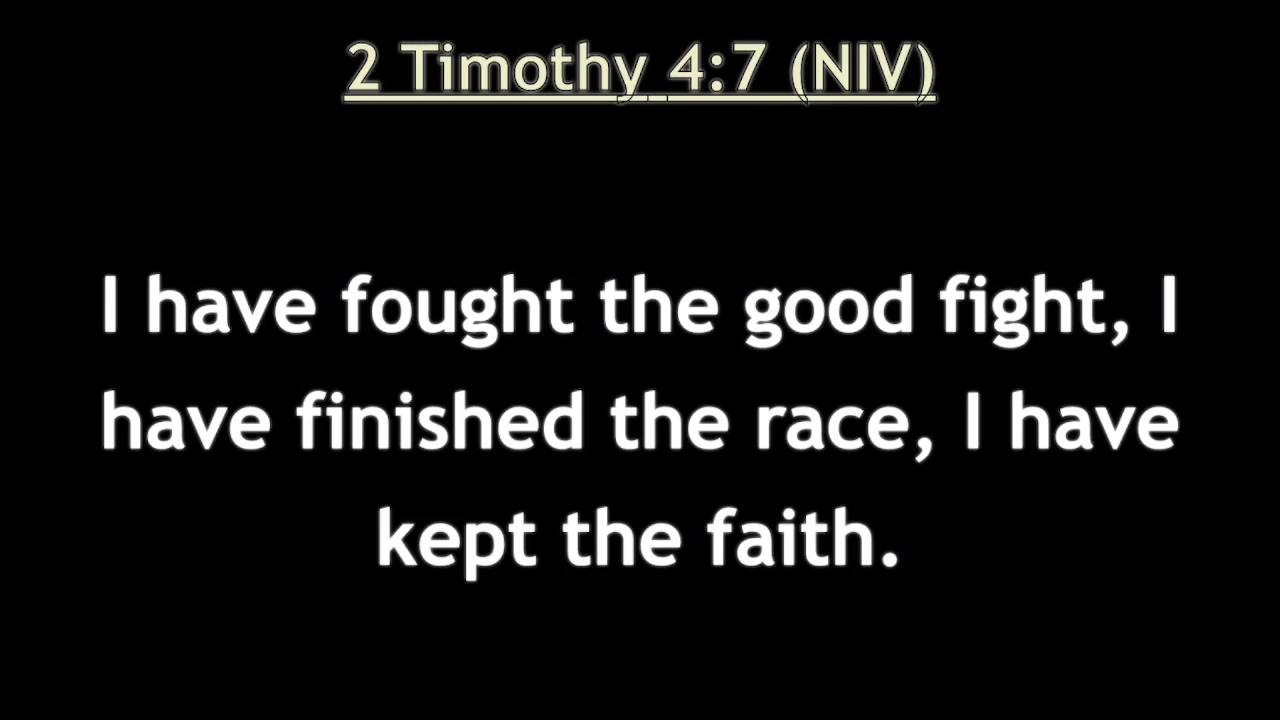 2 Timothy 4:7 (NIV)
I have fought the good fight, I
have finished the race, I have
kept the faith.